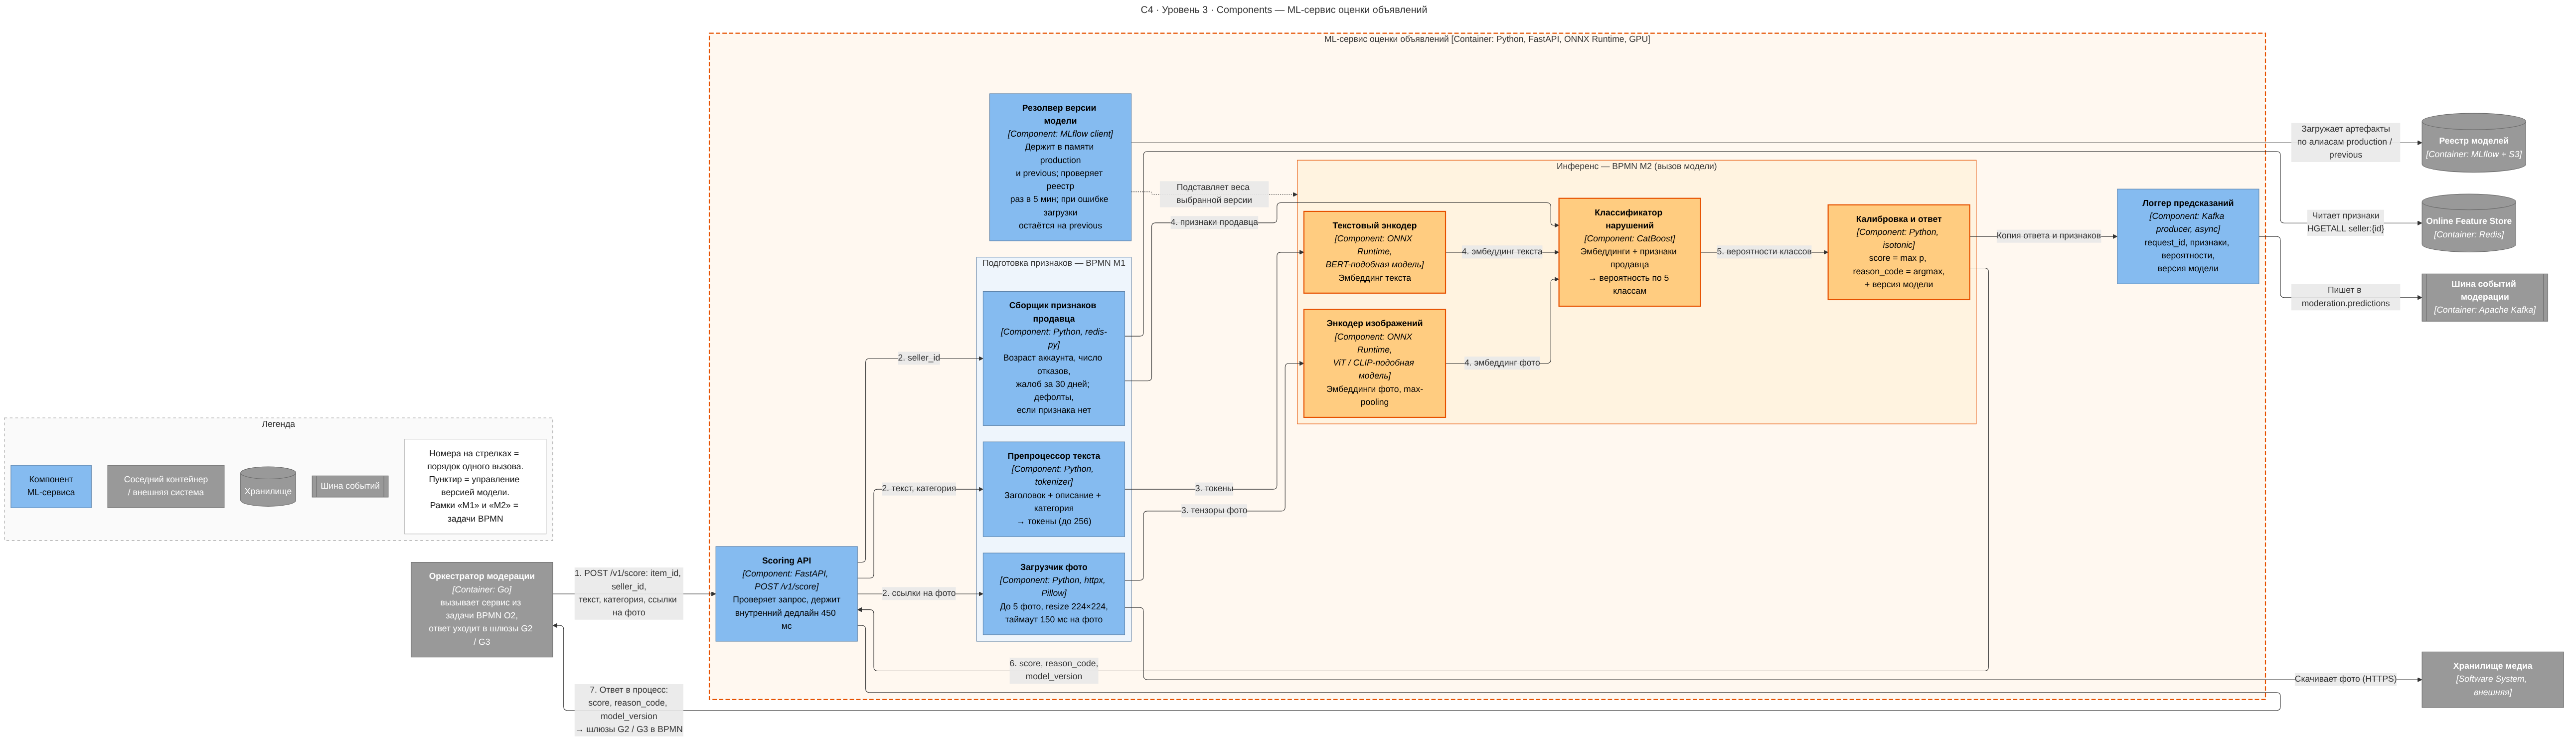 C4 · Уровень 3 · Components — ML-сервис оценки объявлений
ML-сервис оценки объявлений [Container: Python, FastAPI, ONNX Runtime, GPU]
Резолвер версии
модели
[Component: MLflow client]
Держит в памяти
production
и previous; проверяет
реестр
раз в 5 мин; при ошибке
загрузки
остаётся на previous
Загружает артефакты
по алиасам production /
previous
Реестр моделей
[Container: MLflow + S3]
Подставляет веса
выбранной версии
4. признаки продавца
Инференс — BPMN M2 (вызов модели)
Текстовый энкодер
[Component: ONNX
Runtime,
BERT-подобная модель]
Эмбеддинг текста
4. эмбеддинг текста
Энкодер изображений
[Component: ONNX
Runtime,
ViT / CLIP-подобная
модель]
Эмбеддинги фото, max-
pooling
4. эмбеддинг фото
Классификатор
нарушений
[Component: CatBoost]
Эмбеддинги + признаки
продавца
→ вероятность по 5
классам
5. вероятности классов
Калибровка и ответ
[Component: Python,
isotonic]
score = max p,
reason_code = argmax,
+ версия модели
Копия ответа и признаков
Логгер предсказаний
[Component: Kafka
producer, async]
request_id, признаки,
вероятности,
версия модели
Читает признаки
HGETALL seller:{id}
Online Feature Store
[Container: Redis]
Пишет в
moderation.predictions
Шина событий
модерации
[Container: Apache Kafka]
Подготовка признаков — BPMN M1
Сборщик признаков
продавца
[Component: Python, redis-
py]
Возраст аккаунта, число
отказов,
жалоб за 30 дней;
дефолты,
если признака нет
2. seller_id
Препроцессор текста
[Component: Python,
tokenizer]
Заголовок + описание +
категория
→ токены (до 256)
2. текст, категория
3. токены
3. тензоры фото
Загрузчик фото
[Component: Python, httpx,
Pillow]
До 5 фото, resize 224×224,
таймаут 150 мс на фото
2. ссылки на фото
Легенда
Компонент
ML-сервиса
Соседний контейнер
/ внешняя система
Хранилище
Шина событий
Номера на стрелках =
порядок одного вызова.
Пунктир = управление
версией модели.
Рамки «M1» и «M2» =
задачи BPMN
Оркестратор модерации
[Container: Go]
вызывает сервис из
задачи BPMN O2,
ответ уходит в шлюзы G2
/ G3
1. POST /v1/score: item_id,
seller_id,
текст, категория, ссылки
на фото
Scoring API
[Component: FastAPI,
POST /v1/score]
Проверяет запрос, держит
внутренний дедлайн 450
мс
6. score, reason_code,
model_version
7. Ответ в процесс:
score, reason_code,
model_version
→ шлюзы G2 / G3 в BPMN
Скачивает фото (HTTPS)
Хранилище медиа
[Software System,
внешняя]